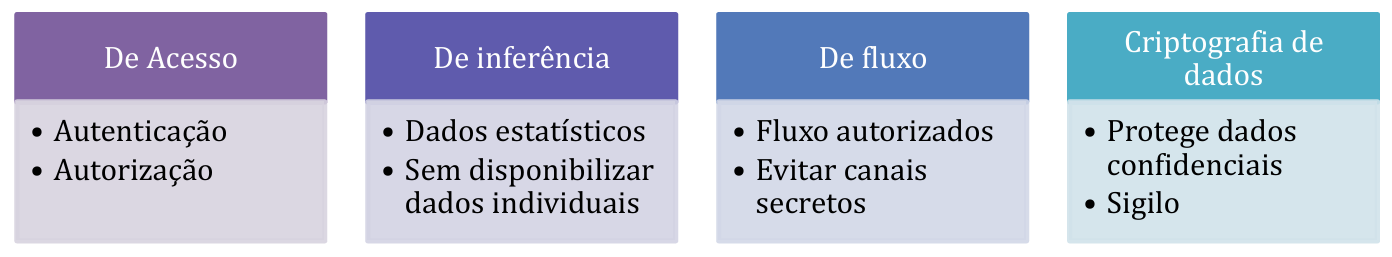 De Acesso
• Autenticação
• Autorização
De inferência
• Dados estatísticos
• Sem disponibilizar
dados individuais
De fluxo
• Fluxo autorizados
• Evitar canais
secretos
Criptografia de
dados
• Protege dados
confidenciais
• Sigilo